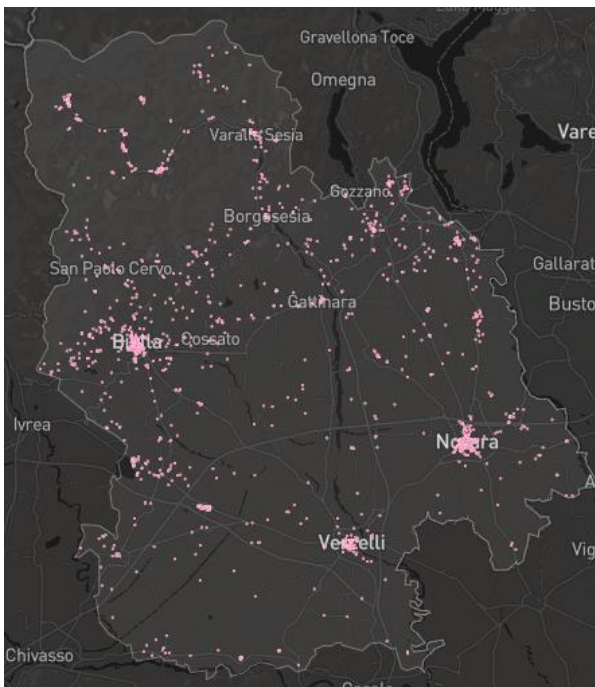 Gravellona Toce
Omegna
Vare
Varallo Sesia
Gozzano
Borgosesia
San Paolo Cervo
Gallarat
Gattinara
Busto
Biella
Cossato
Ivrea
Novara
A
Vercelli
Vig
Chivasso